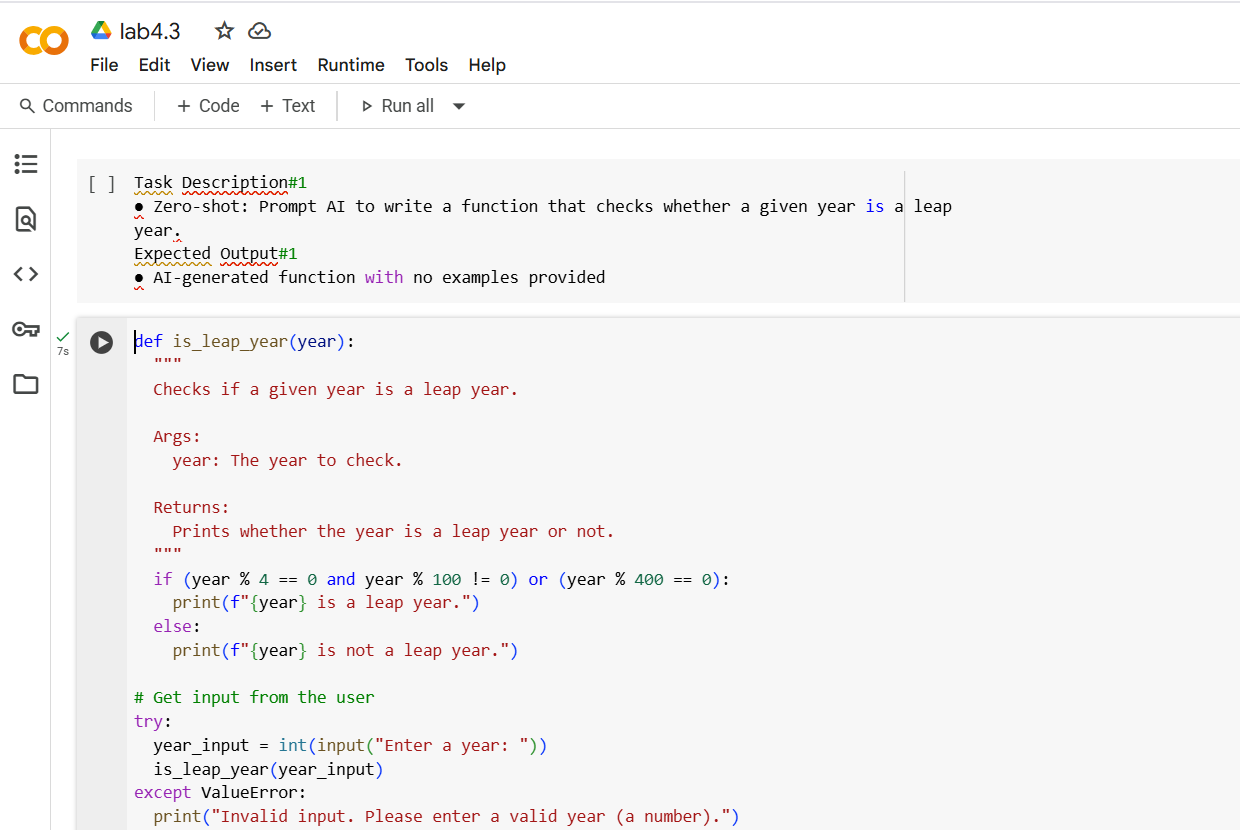 lab4.3
File Edit View Insert Runtime Tools Help
Commands + Code + Text Run all
[ ] Task Description#1
● Zero-shot: Prompt AI to write a function that checks whether a given year is a leap
year.
Expected Output#1
● AI-generated function with no examples provided
7s
def is_leap_year(year):
  """
  Checks if a given year is a leap year.

  Args:
    year: The year to check.

  Returns:
    Prints whether the year is a leap year or not.
  """
  if (year % 4 == 0 and year % 100 != 0) or (year % 400 == 0):
    print(f"{year} is a leap year.")
  else:
    print(f"{year} is not a leap year.")

# Get input from the user
try:
  year_input = int(input("Enter a year: "))
  is_leap_year(year_input)
except ValueError:
  print("Invalid input. Please enter a valid year (a number).")